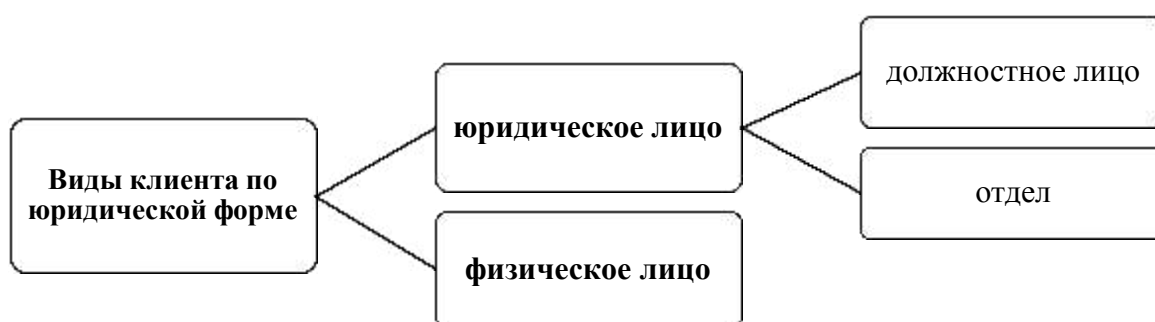 Виды клиента по
юридической форме
юридическое лицо
должностное лицо
отдел
физическое лицо